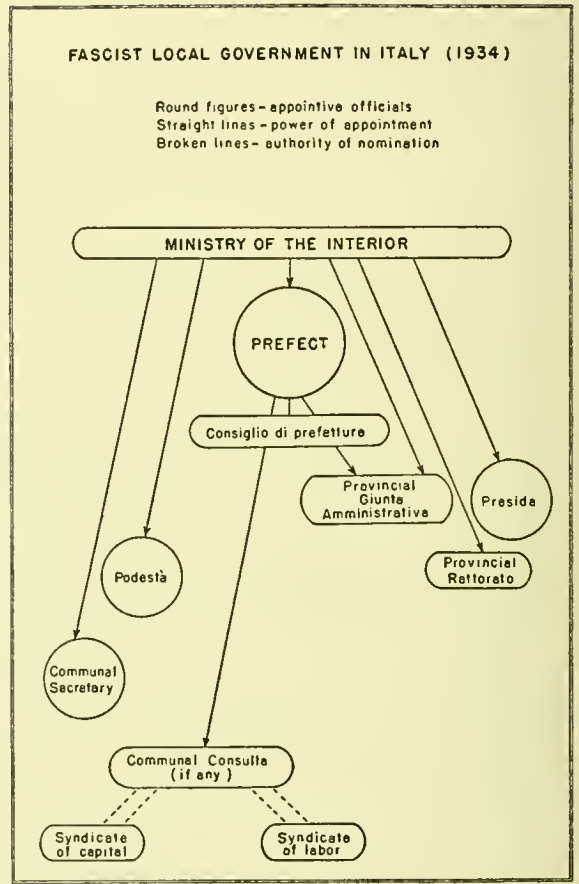 FASCIST LOCAL GOVERNMENT IN ITALY (1934)
Round figures – appointive officials
Straight lines – power of appointment
Broken lines – authority of nomination
MINISTRY OF THE INTERIOR
PREFECT
Consiglio di prefetture
Provincial
Giunta
Amministrativa
Presida
Provincial
Rettorato
Podestà
Communal
Secretary
Communal Consulta
(if any)
Syndicate
of capital
Syndicate
of labor